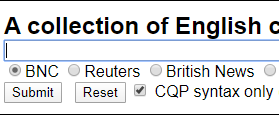 A collection of English c
BNC Reuters British News
Submit Reset CQP syntax only